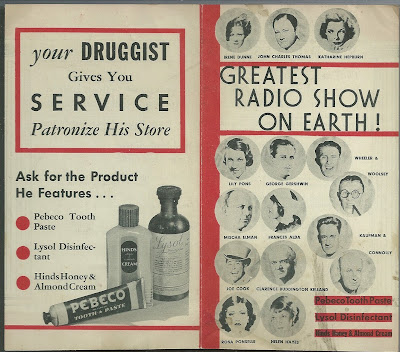 your DRUGGIST
Gives You
SERVICE
Patronize His Store
Ask for the Product
He Features . . .
Pebeco Tooth
Paste
Lysol Disinfec-
tant
Hinds Honey &
Almond Cream
HINDS
CREAM
Lysol
PEBECO
TOOTH PASTE
IRENE DUNNE
JOHN CHARLES THOMAS
KATHARINE HEPBURN
GREATEST
RADIO SHOW
ON EARTH!
WHEELER &
WOOLSEY
LILY PONS
GEORGE GERSHWIN
MISCHA ELMAN
FRANCES ALDA
KAUFMAN &
CONNOLLY
JOE COOK
CLARENCE BUDDINGTON KELLAND
ROSA PONSELLE
HELEN HAYES
Pebeco Tooth Paste
Lysol Disinfectant
Hinds Honey & Almond Cream